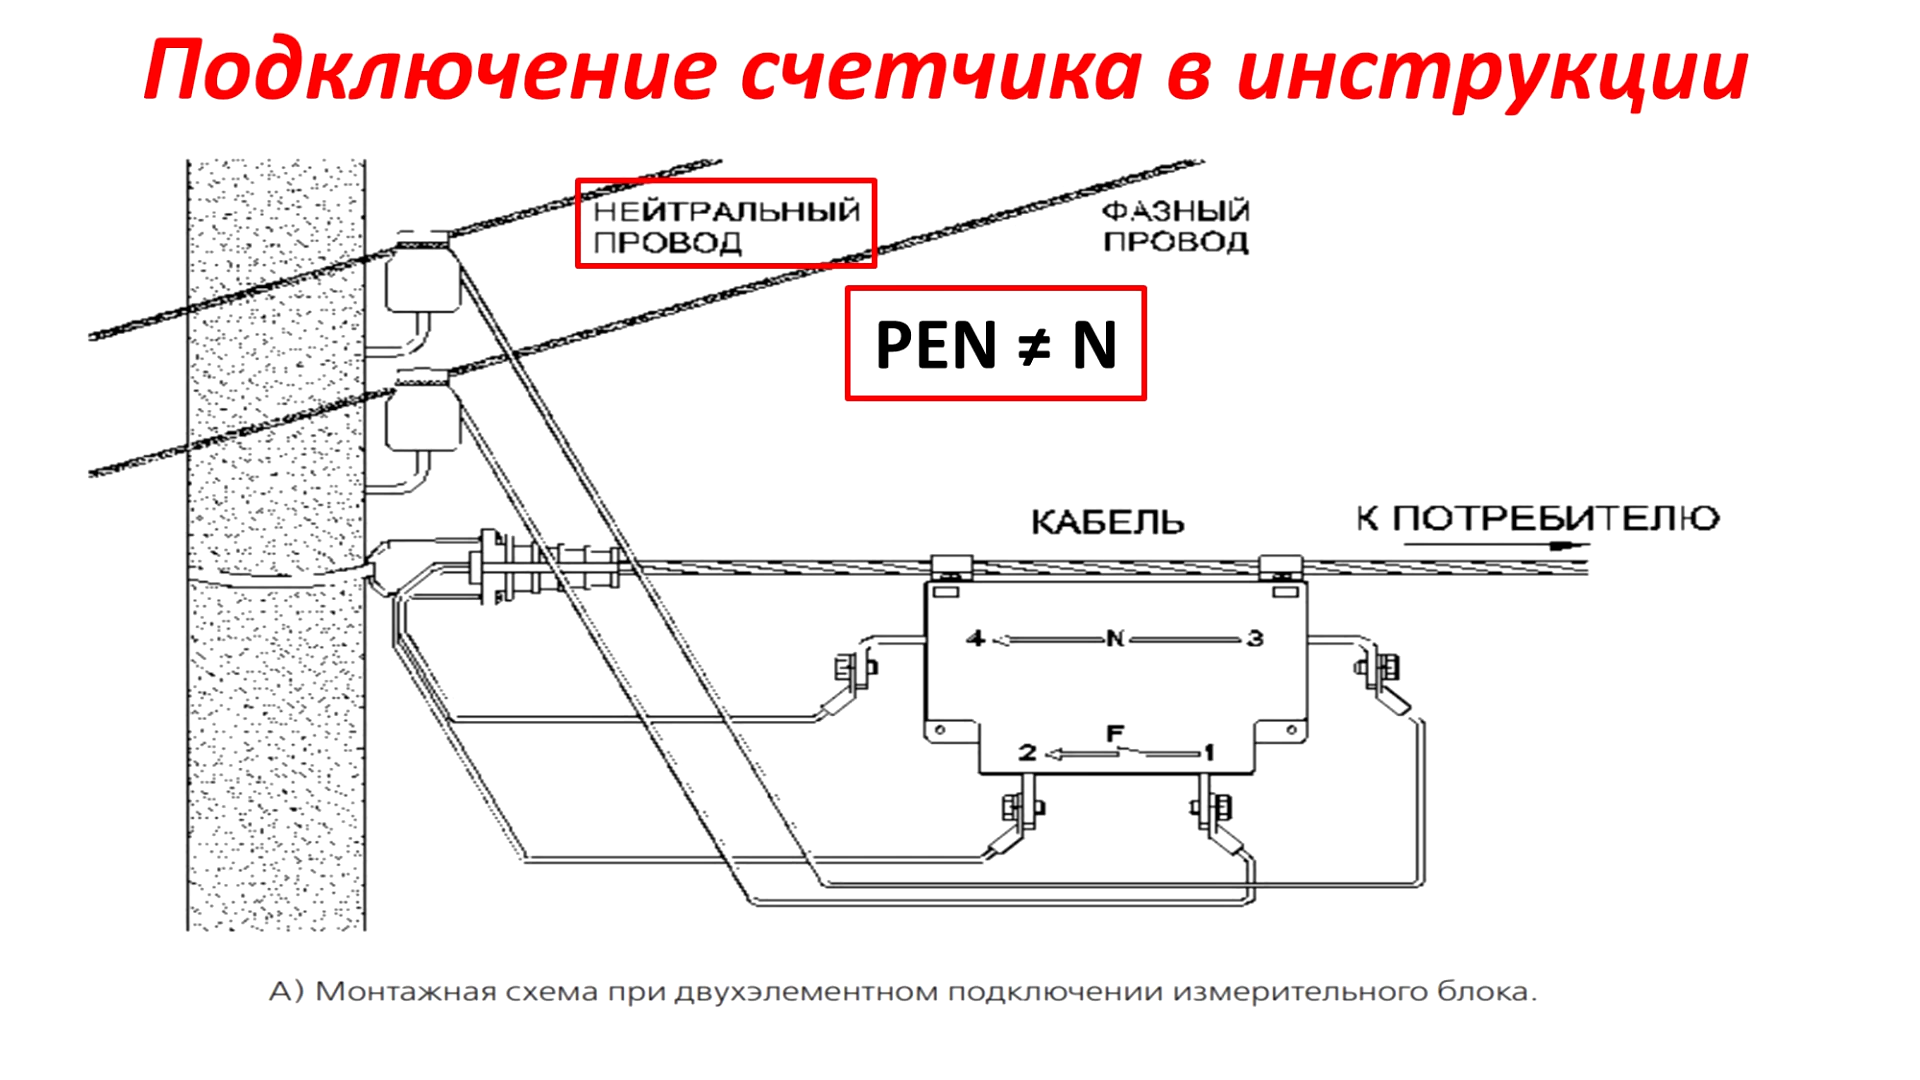 Подключение счетчика в инструкции
НЕЙТРАЛЬНЫЙ
ПРОВОД
ФАЗНЫЙ
ПРОВОД
PEN ≠ N
КАБЕЛЬ
К ПОТРЕБИТЕЛЮ
4 N 3
F
2 1
А) Монтажная схема при двухэлементном подключении измерительного блока.